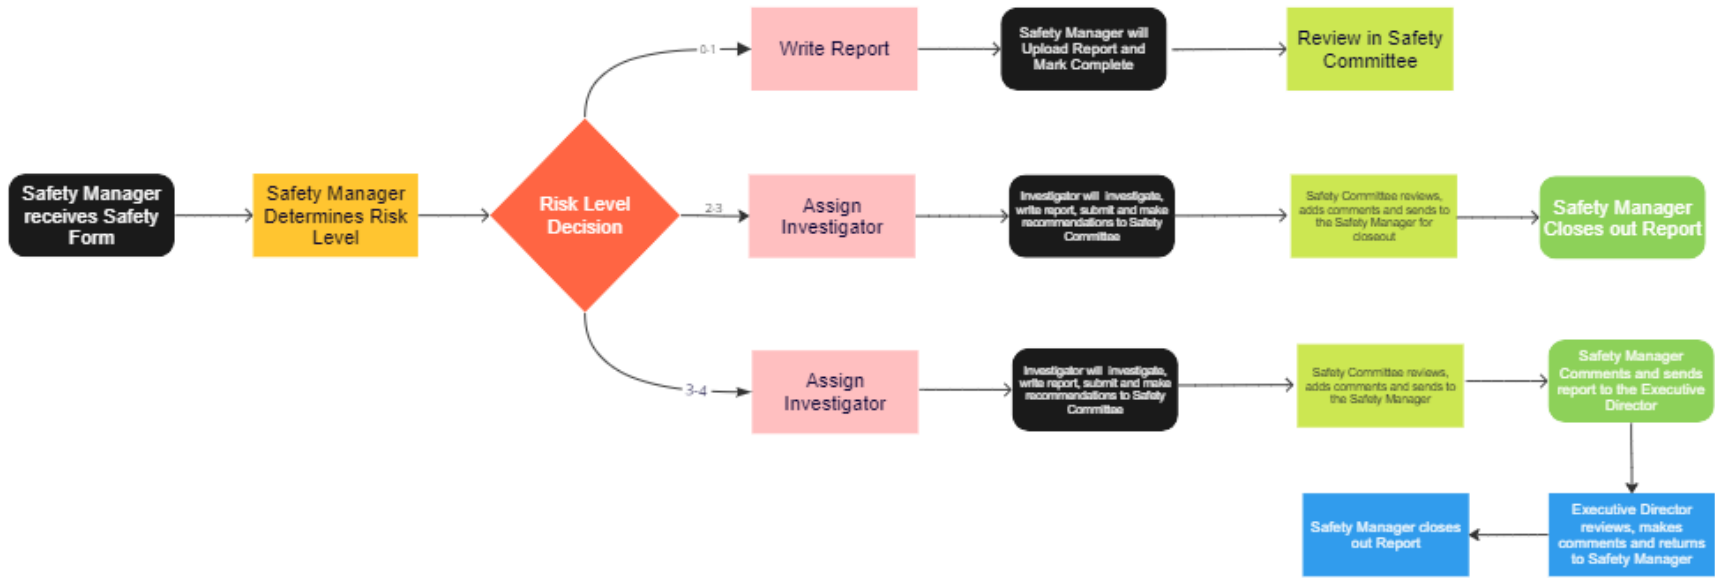 Safety Manager
receives Safety
Form
Safety Manager
Determines Risk
Level
Risk Level
Decision
0-1
Write Report
Safety Manager will
Upload Report and
Mark Complete
Review in Safety
Committee
2-3
Assign
Investigator
Investigator will investigate,
write report, submit and make
recommendations to Safety
Committee
Safety Committee reviews,
adds comments and sends to
the Safety Manager for
closeout
Safety Manager
Closes out Report
3-4
Assign
Investigator
Investigator will investigate,
write report, submit and make
recommendations to Safety
Committee
Safety Committee reviews,
adds comments and sends to
the Safety Manager
Safety Manager
Comments and sends
report to the Executive
Director
Executive Director
reviews, makes
comments and returns
to Safety Manager
Safety Manager closes
out Report